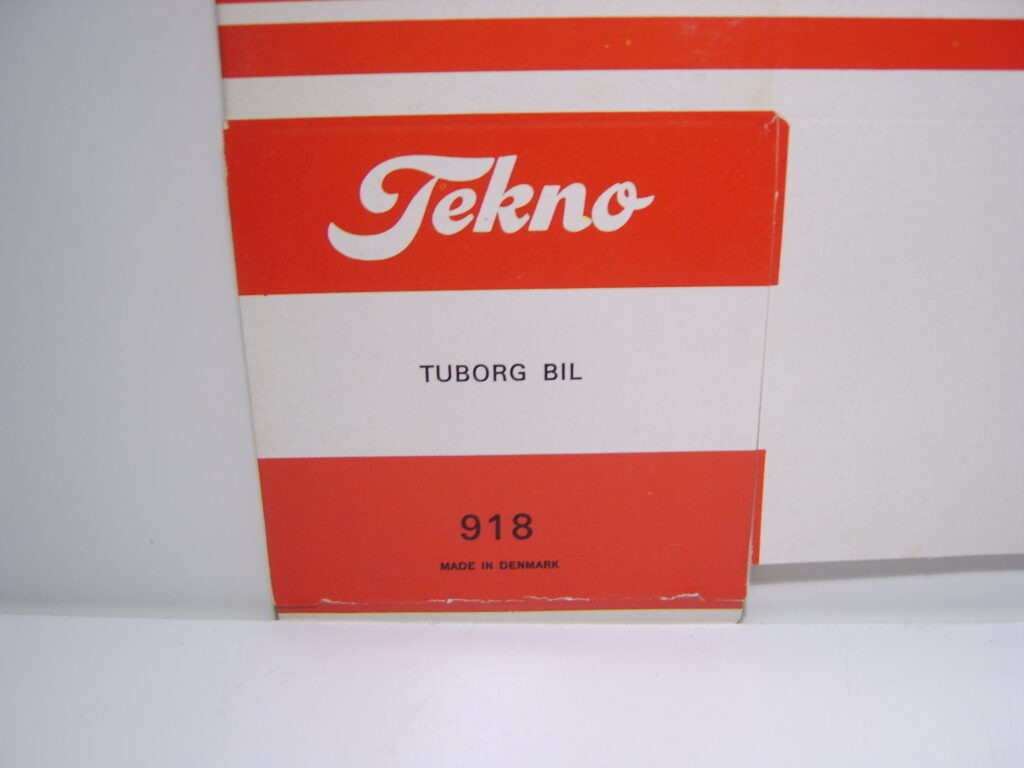 Tekno
TUBORG BIL
918
MADE IN DENMARK